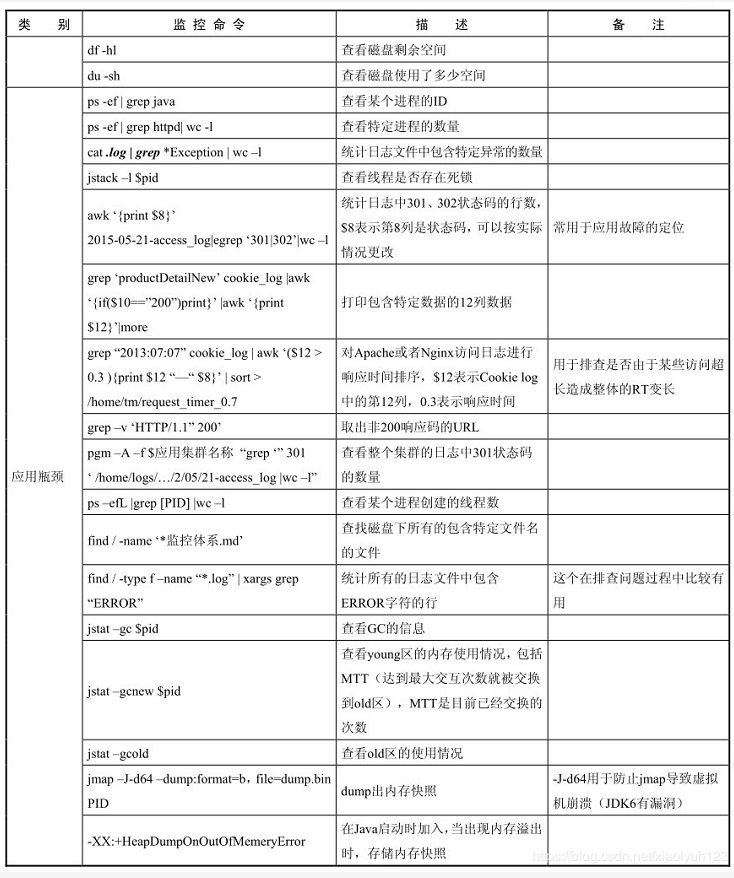 类 别 监 控 命 令 描 述 备 注
df -hl 查看磁盘剩余空间
du -sh 查看磁盘使用了多少空间
应用瓶颈
ps -ef | grep java 查看某个进程的ID
ps -ef | grep httpd| wc -l 查看特定进程的数量
cat .log | grep *Exception | wc –l 统计日志文件中包含特定异常的数量
jstack –l $pid 查看线程是否存在死锁
awk ‘{print $8}’
2015-05-21-access_log|egrep ‘301|302’|wc –l
统计日志中301、302状态码的行数，
$8表示第8列是状态码，可以按实际
情况更改
常用于应用故障的定位
grep ‘productDetailNew’ cookie_log |awk
‘{if($10==”200”)print}’ |awk ‘{print
$12}’|more
打印包含特定数据的12列数据
grep “2013:07:07” cookie_log | awk ‘($12 >
0.3 ){print $12 “—“ $8}’ | sort >
/home/tm/request_timer_0.7
对Apache或者Nginx访问日志进行
响应时间排序，$12表示Cookie log
中的第12列，0.3表示响应时间
用于排查是否由于某些访问超
长造成整体的RT变长
grep –v ‘HTTP/1.1” 200’ 取出非200响应码的URL
pgm –A –f $应用集群名称 “grep ‘” 301
‘ /home/logs/…/2/05/21-access_log |wc –l”
查看整个集群的日志中301状态码
的数量
ps –efL |grep [PID] |wc –l 查看某个进程创建的线程数
find / -name ‘*监控体系.md’
查找磁盘下所有的包含特定文件名
的文件
find / -type f –name “*.log” | xargs grep
“ERROR”
统计所有的日志文件中包含
ERROR字符的行
这个在排查问题过程中比较有
用
jstat –gc $pid 查看GC的信息
jstat –gcnew $pid
查看young区的内存使用情况，包括
MTT（达到最大交互次数就被交换
到old区），MTT是目前已经交换的
次数
jstat –gcold 查看old区的使用情况
jmap –J-d64 –dump:format=b，file=dump.bin
PID
dump出内存快照
-J-d64用于防止jmap导致虚拟
机崩溃（JDK6有漏洞）
-XX:+HeapDumpOnOutOfMemeryError
在Java启动时加入，当出现内存溢出
时，存储内存快照
https://blog.csdn.net/xiaolyuh123